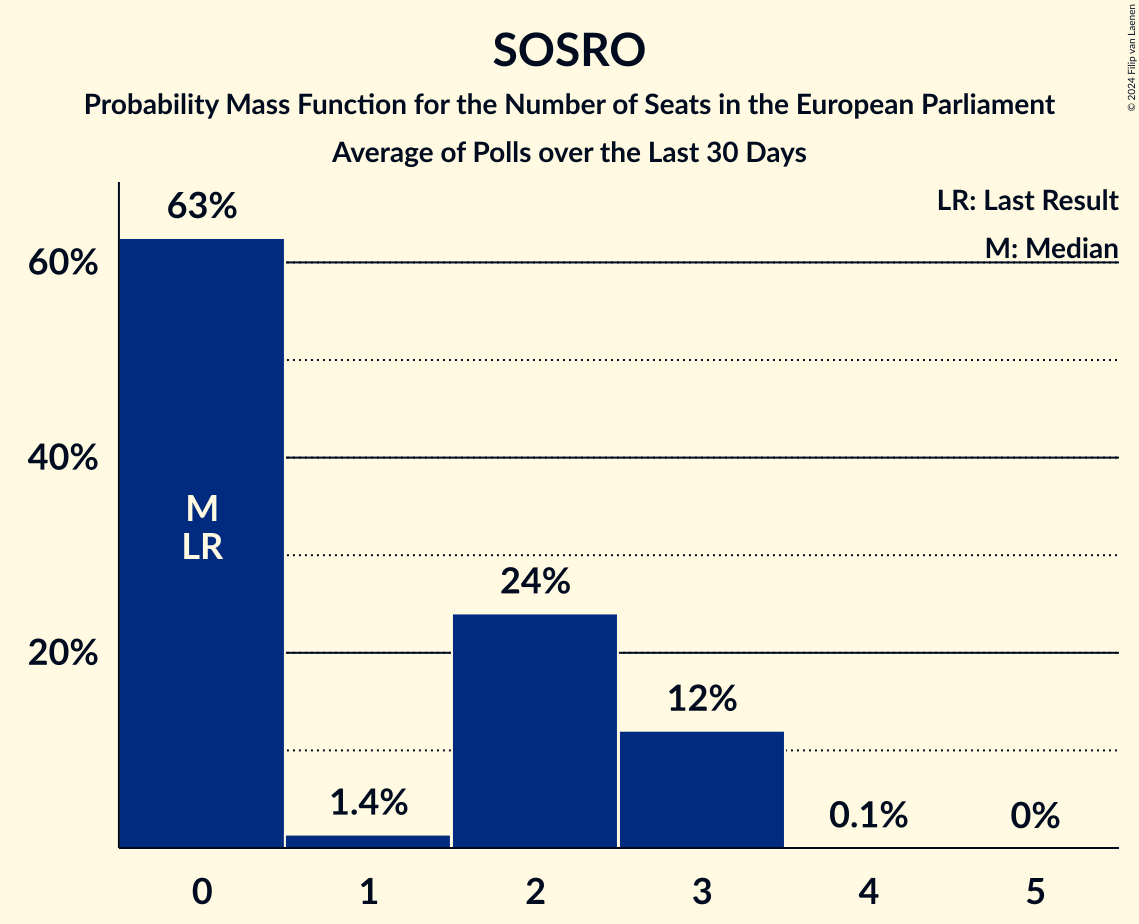 SOSRO
Probability Mass Function for the Number of Seats in the European Parliament
Average of Polls over the Last 30 Days
© 2024 Filip van Laenen
LR: Last Result
M: Median
63%
60%
40%
M
LR
24%
20%
12%
1.4%
0.1%
0%
0 1 2 3 4 5